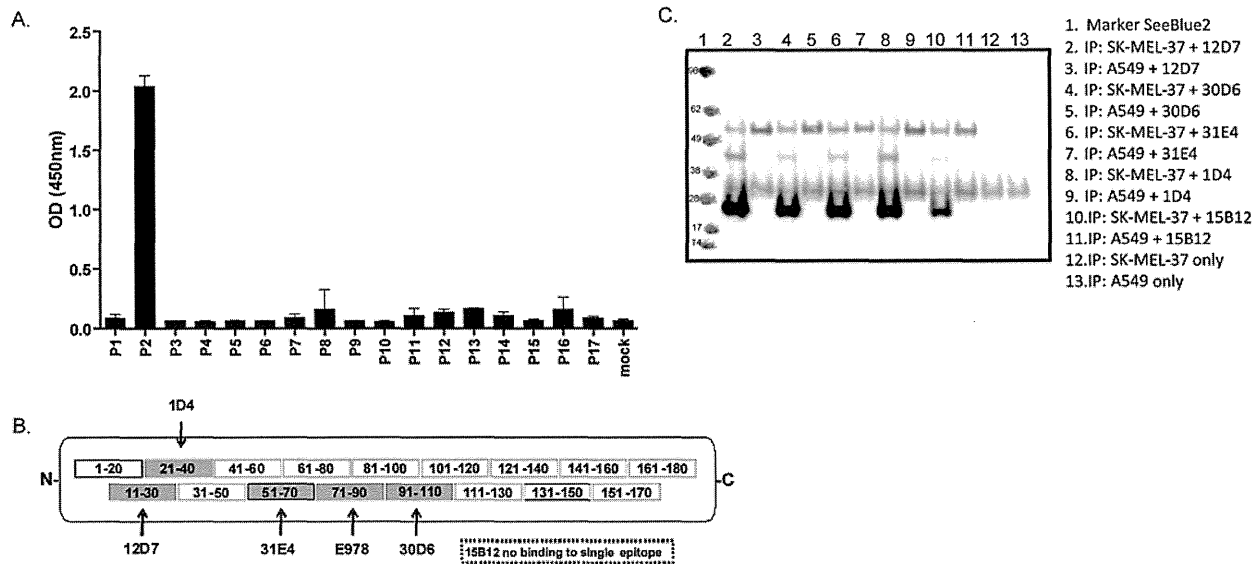 A.
OD (450nm)
2.5
2.0
1.5
1.0
0.5
0.0
P1
P2
P3
P4
P5
P6
P7
P8
P9
P10
P11
P12
P13
P14
P15
P16
P17
mock
C.
1 2 3 4 5 6 7 8 9 10 11 12 13
98
62
49
38
28
17
14
1. Marker SeeBlue2
2. IP: SK-MEL-37 + 12D7
3. IP: A549 + 12D7
4. IP: SK-MEL-37 + 30D6
5. IP: A549 + 30D6
6. IP: SK-MEL-37 + 31E4
7. IP: A549 + 31E4
8. IP: SK-MEL-37 + 1D4
9. IP: A549 + 1D4
10.IP: SK-MEL-37 + 15B12
11.IP: A549 + 15B12
12.IP: SK-MEL-37 only
13.IP: A549 only
B.
1D4
N-
1-20 21-40 41-60 61-80 81-100 101-120 121-140 141-160 161-180
-C
11-30 31-50 51-70 71-90 91-110 111-130 131-150 151-170
12D7 31E4 E978 30D6
15B12 no binding to single epitope